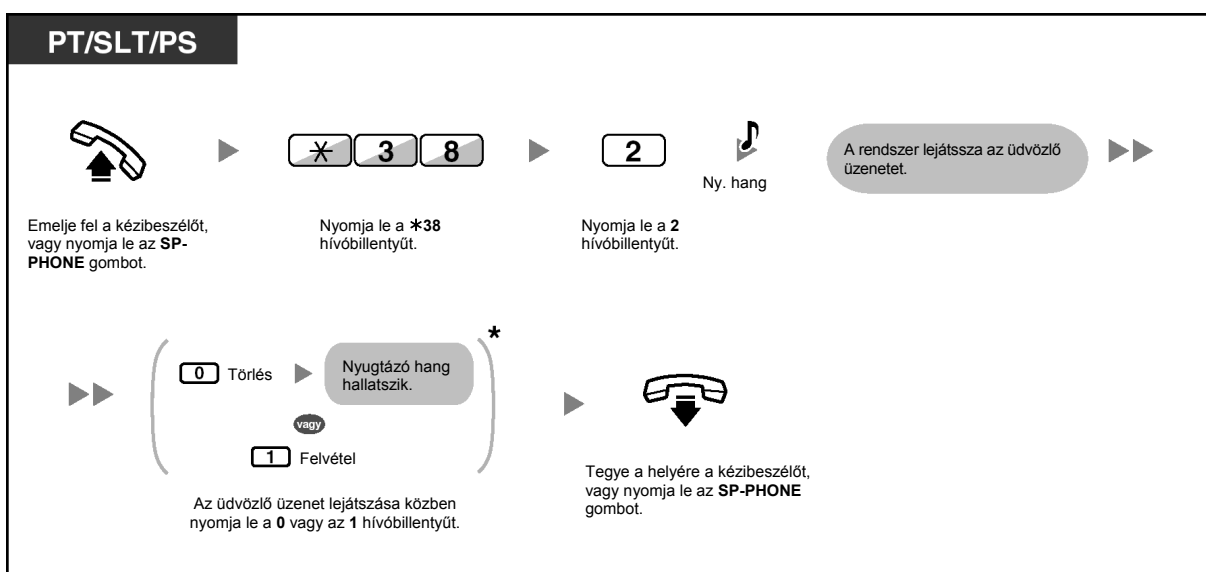 PT/SLT/PS
* 3 8
2
Ny. hang
A rendszer lejátssza az üdvözlő
üzenetet.
Emelje fel a kézibeszélőt,
vagy nyomja le az SP-
PHONE gombot.
Nyomja le a *38
hívóbillentyűt.
Nyomja le a 2
hívóbillentyűt.
*
0 Törlés
Nyugtázó hang
hallatszik.
vagy
1 Felvétel
Az üdvözlő üzenet lejátszása közben
nyomja le a 0 vagy az 1 hívóbillentyűt.
Tegye a helyére a kézibeszélőt,
vagy nyomja le az SP-PHONE
gombot.